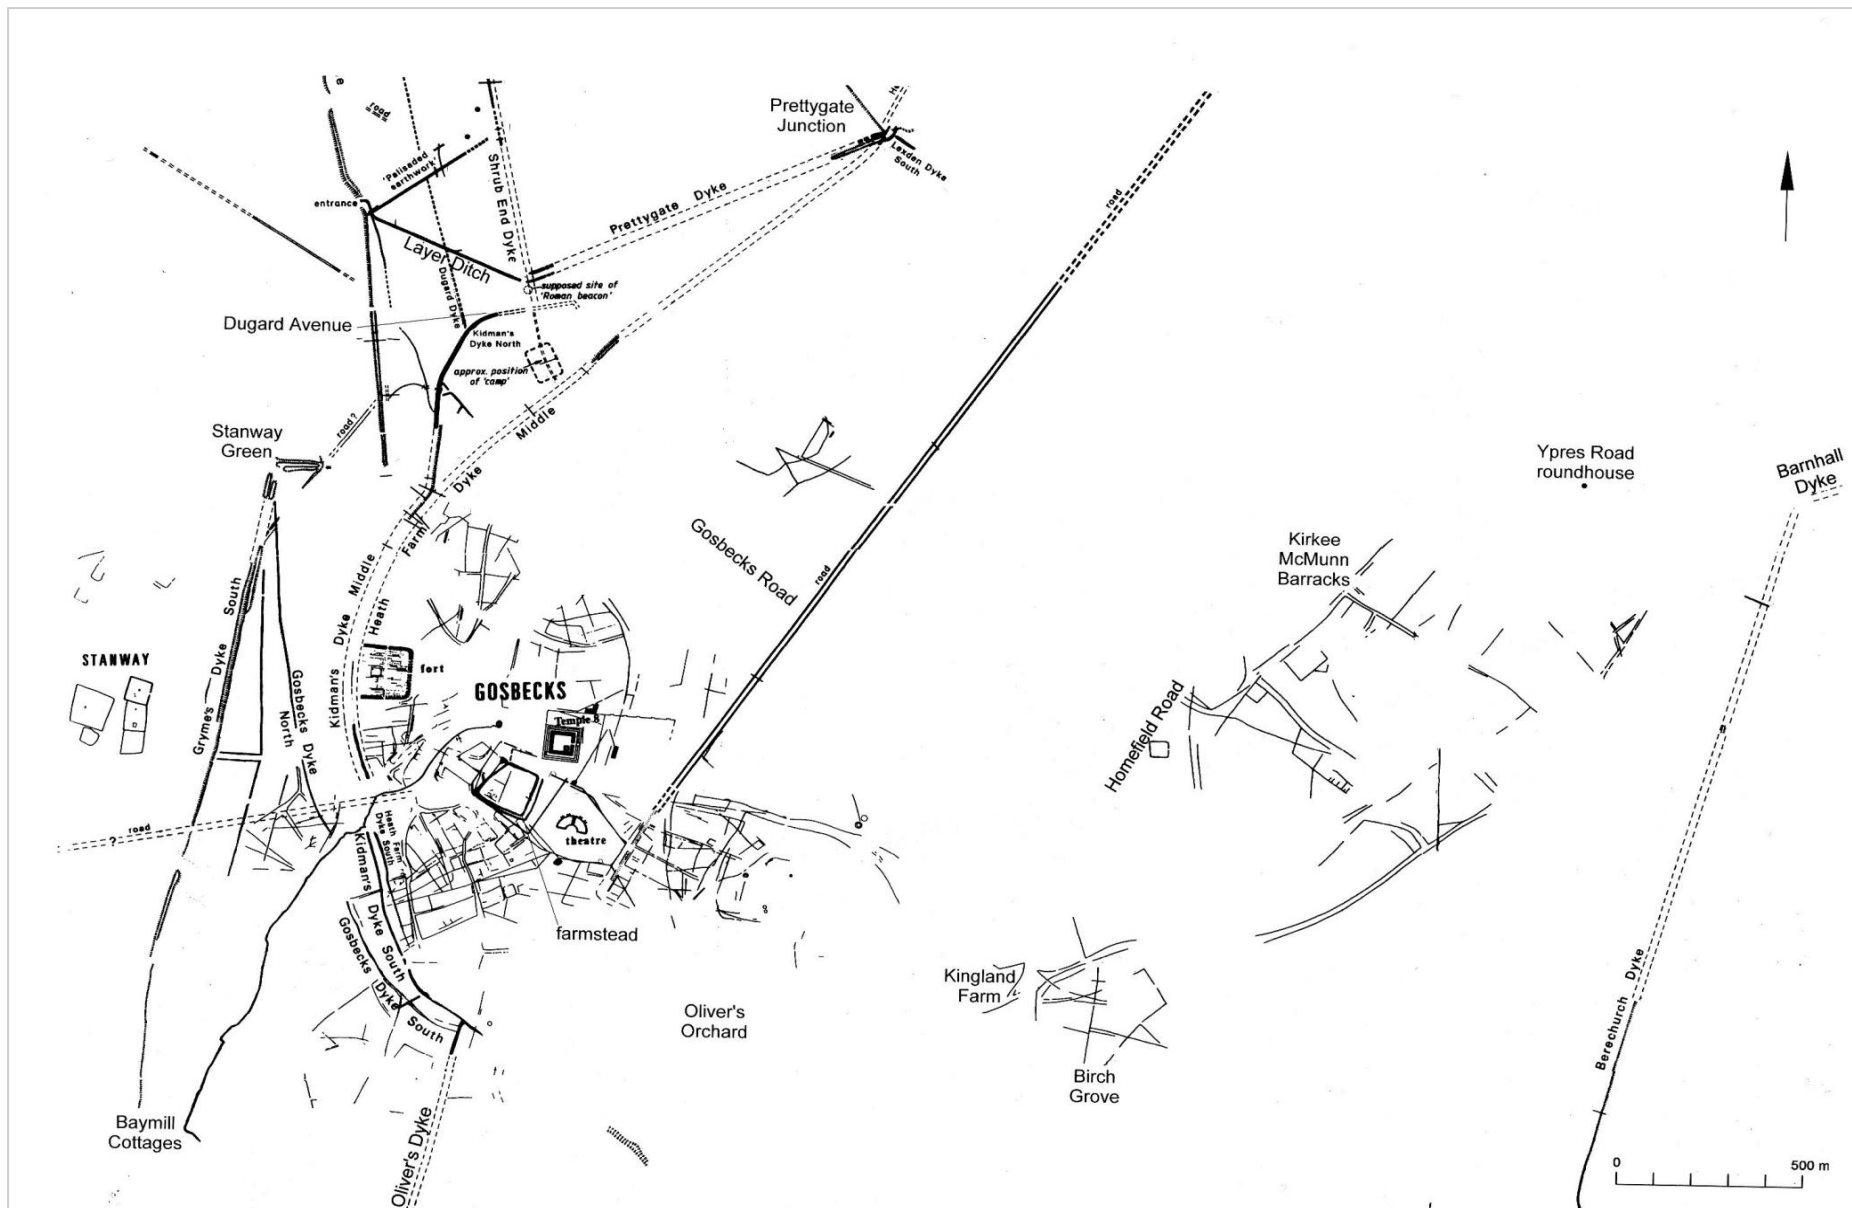 e
road
Prettygate
Junction
Lexden Dyke
South
'Palisaded
earthwork'
Shrub End Dyke
entrance
Prettygate Dyke
road
Layer Ditch
Dugard Dyke
supposed site of
'Roman beacon'
Dugard Avenue
Kidman's
Dyke North
approx. position
of 'camp'
road?
Stanway
Green
Middle
Dyke
Farm
Heath
Middle
Dyke
Kidman's
Gosbecks Road
road
Ypres Road
roundhouse
Barnhall
Dyke
Kirkee
McMunn
Barracks
Gryme's Dyke South
STANWAY
Gosbecks Dyke
North
fort
GOSBECKS
Temple
Homefield Road
? road
Heath Farm
Dyke South
Kidman's Dyke South
theatre
farmstead
Gosbecks Dyke South
Kingland
Farm
Oliver's
Orchard
Birch
Grove
Berechurch Dyke
Baymill
Cottages
Oliver's Dyke
0 500 m